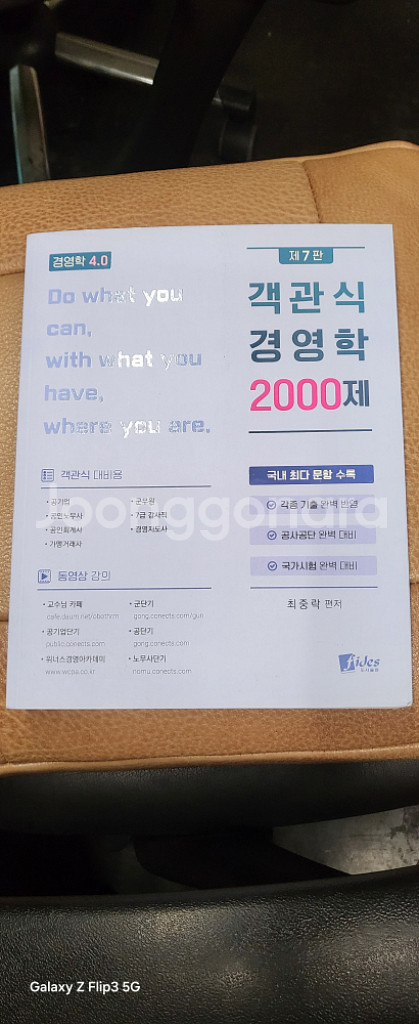 경영학 4.0
Do what you
can,
with what you
have,
where you are.
제7판
객관식
경영학
2000제
객관식 대비용
• 공기업
• 공인노무사
• 공인회계사
• 가맹거래사
• 군무원
• 7급 감사직
• 경영지도사
국내 최다 문항 수록
각종 기출 완벽 반영
공사공단 완벽 대비
국가시험 완벽 대비
동영상 강의
• 교수님 카페
• 공기업단기
public.conects.com
• 위너스경영아카데미
www.wcba.co.kr
• 군단기
gong.conects.com/gun
• 공단기
gong.conects.com
• 노무사단기
nomu.conects.com
최중락 편저
fides
도서출판
Joonggonara
Galaxy Z Flip3 5G